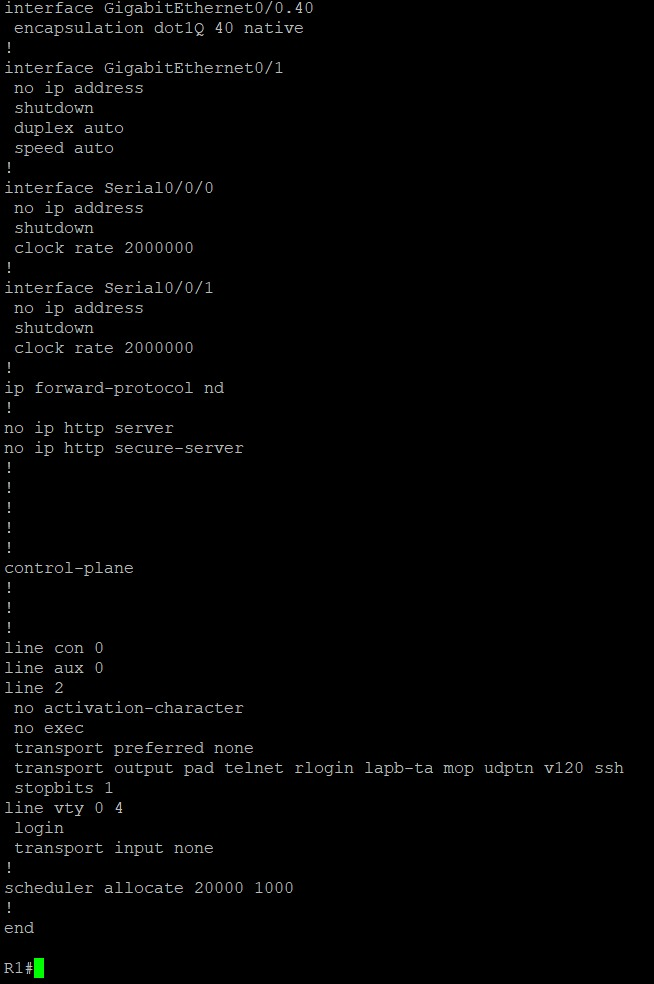 interface GigabitEthernet0/0.40
 encapsulation dot1Q 40 native
!
interface GigabitEthernet0/1
 no ip address
 shutdown
 duplex auto
 speed auto
!
interface Serial0/0/0
 no ip address
 shutdown
 clock rate 2000000
!
interface Serial0/0/1
 no ip address
 shutdown
 clock rate 2000000
!
ip forward-protocol nd
!
no ip http server
no ip http secure-server
!
!
!
!
!
control-plane
!
!
!
line con 0
line aux 0
line 2
 no activation-character
 no exec
 transport preferred none
 transport output pad telnet rlogin lapb-ta mop udptn v120 ssh
 stopbits 1
line vty 0 4
 login
 transport input none
!
scheduler allocate 20000 1000
!
end
R1#